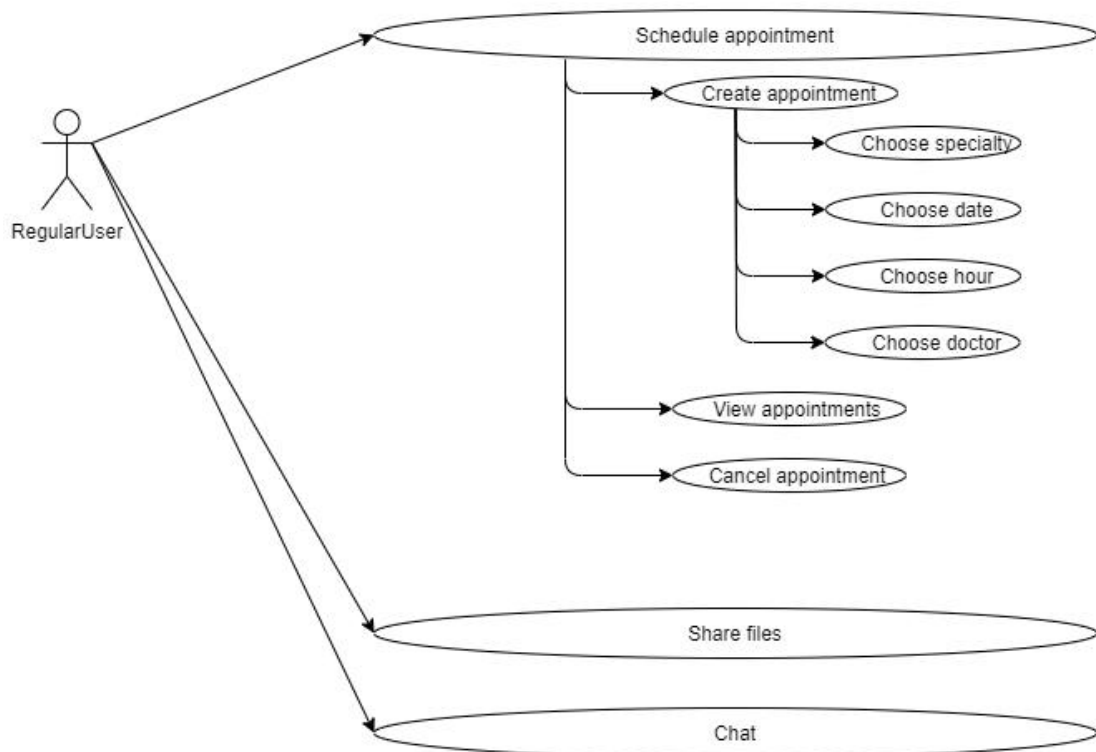 Schedule appointment
Create appointment
Choose specialty
RegularUser
Choose date
Choose hour
Choose doctor
View appointments
Cancel appointment
Share files
Chat